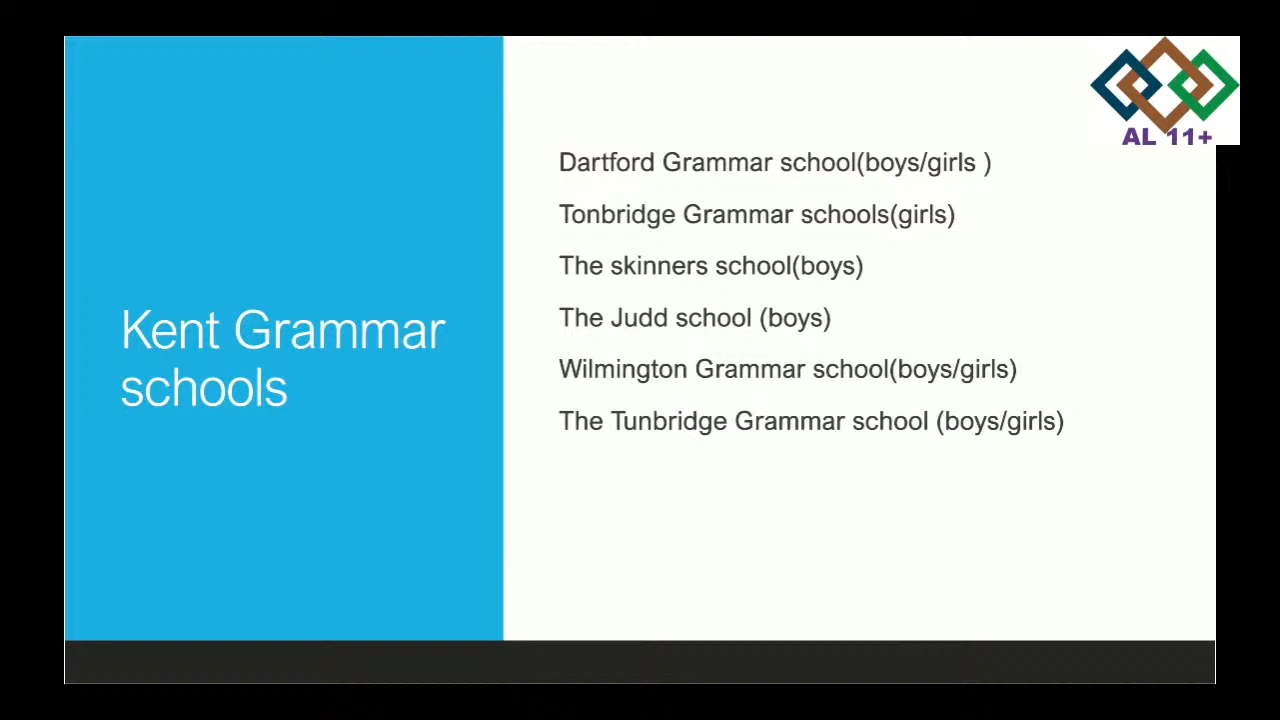 AL 11+
Dartford Grammar school(boys/girls )
Tonbridge Grammar schools(girls)
The skinners school(boys)
The Judd school (boys)
Wilmington Grammar school(boys/girls)
The Tunbridge Grammar school (boys/girls)
Kent Grammar
schools